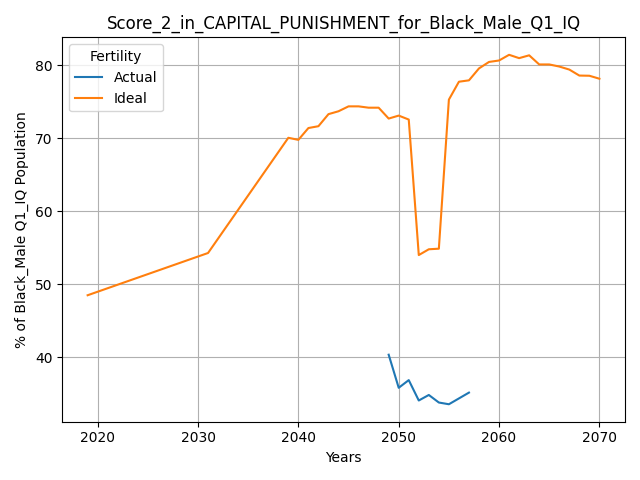 Score_2_in_CAPITAL_PUNISHMENT_for_Black_Male_Q1_IQ
Fertility
Actual
Ideal
% of Black_Male Q1_IQ Population
80
70
60
50
40
2020 2030 2040 2050 2060 2070
Years